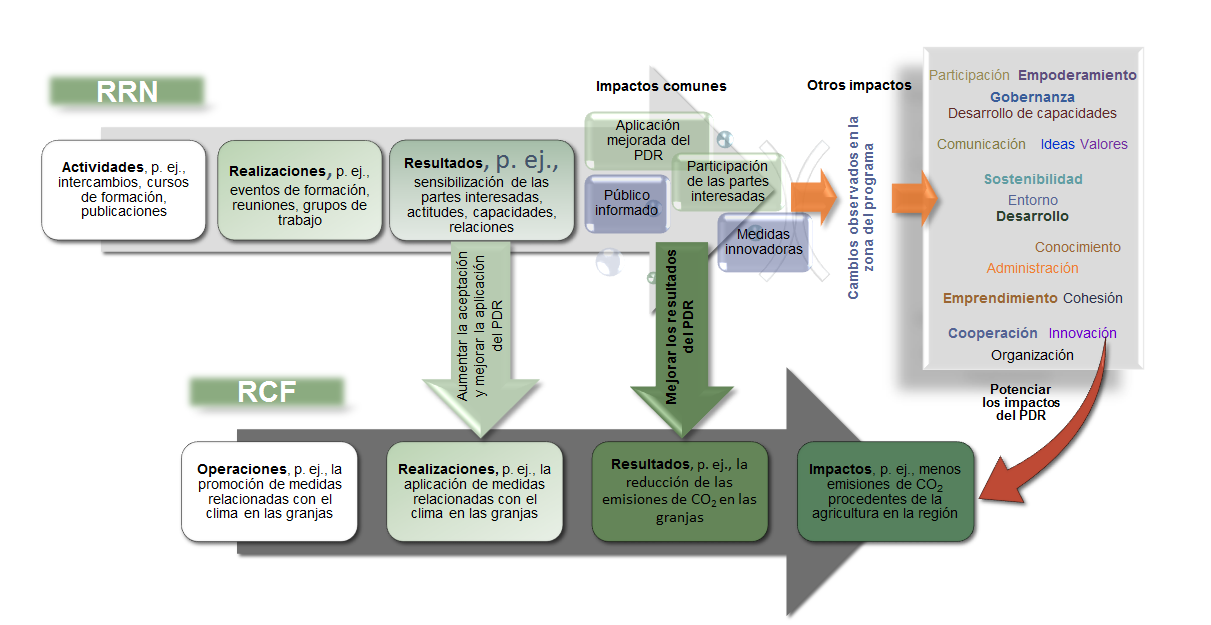 RRN
Actividades, p. ej.,
intercambios, cursos
de formación,
publicaciones
Realizaciones, p. ej.,
eventos de formación,
reuniones, grupos de
trabajo
Resultados, p. ej.,
sensibilización de las
partes interesadas,
actitudes, capacidades,
relaciones
Impactos comunes
Aplicación
mejorada del
PDR
Público
informado
Participación
de las partes
interesadas
Medidas
innovadoras
Otros impactos
Cambios observados en la
zona del programa
Participación Empoderamiento
Gobernanza
Desarrollo de capacidades
Comunicación Ideas Valores
Sostenibilidad
Entorno
Desarrollo
Conocimiento
Administración
Emprendimiento Cohesión
Cooperación Innovación
Organización
Aumentar la aceptación
y mejorar la aplicación
del PDR
Mejorar los resultados
del PDR
Potenciar
los impactos
del PDR
RCF
Operaciones, p. ej., la
promoción de medidas
relacionadas con el
clima en las granjas
Realizaciones, p. ej., la
aplicación de medidas
relacionadas con el
clima en las granjas
Resultados, p. ej., la
reducción de las
emisiones de CO₂ en las
granjas
Impactos, p. ej., menos
emisiones de CO₂
procedentes de la
agricultura en la región